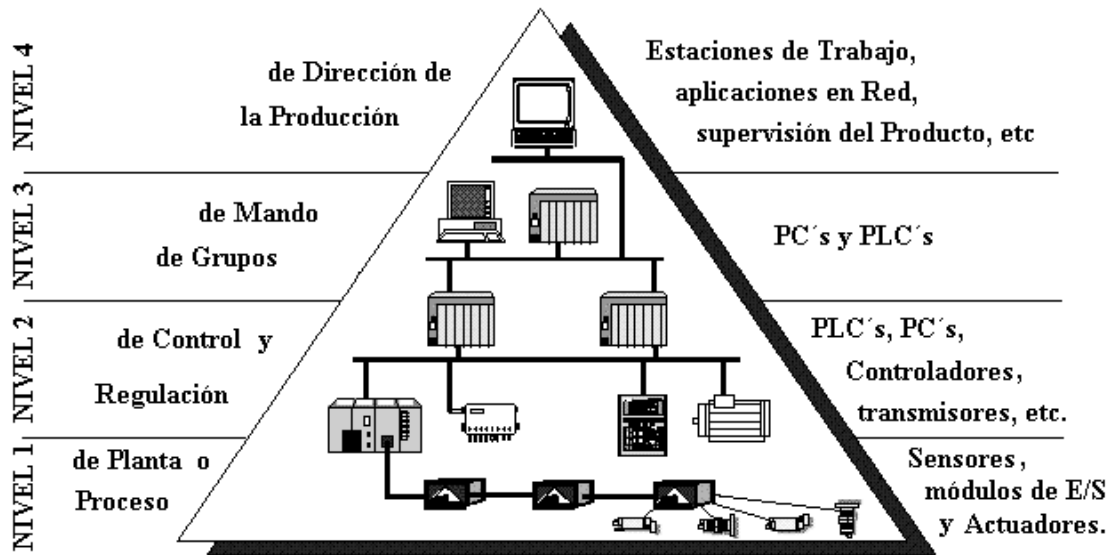 NIVEL 4
de Dirección de
la Producción
Estaciones de Trabajo,
aplicaciones en Red,
supervisión del Producto, etc
NIVEL 3
de Mando
de Grupos
PC´s y PLC´s
NIVEL 2
de Control y
Regulación
PLC´s, PC´s,
Controladores,
transmisores, etc.
NIVEL 1
de Planta o
Proceso
Sensores,
módulos de E/S
y Actuadores.